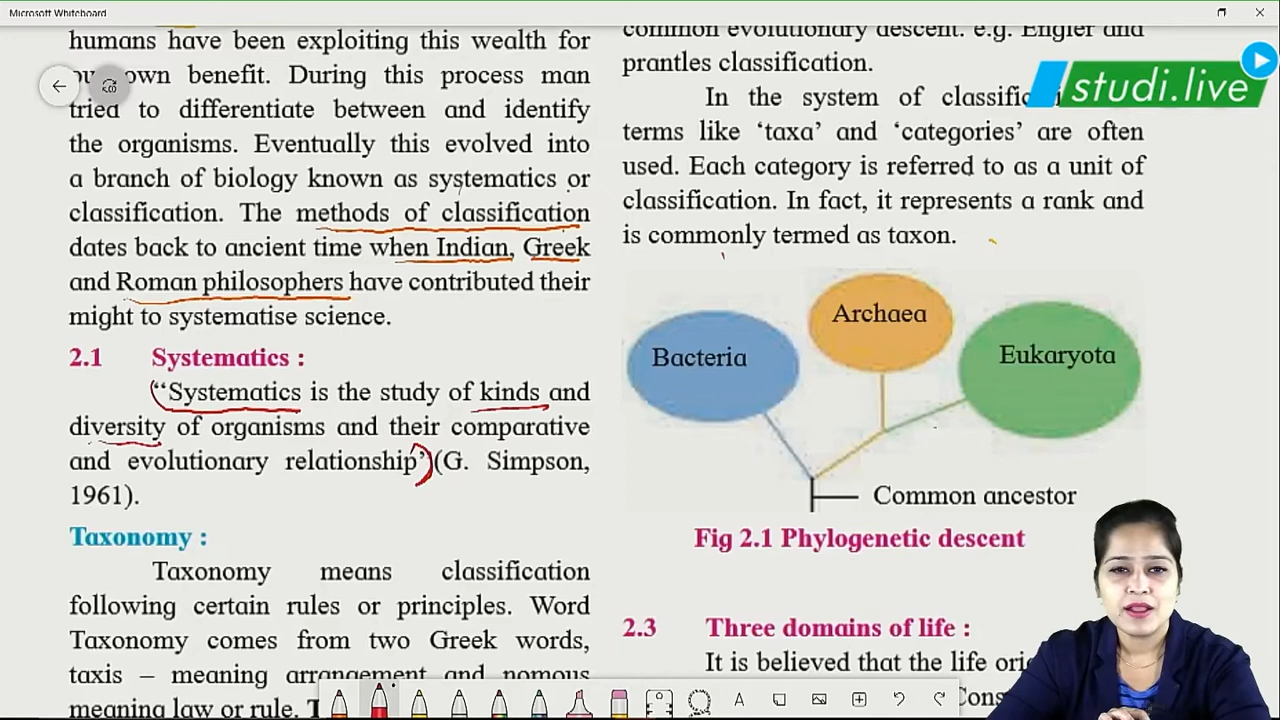 Microsoft Whiteboard
humans have been exploiting this wealth for
own benefit. During this process man
tried to differentiate between and identify
the organisms. Eventually this evolved into
a branch of biology known as systematics or
classification. The methods of classification
dates back to ancient time when Indian, Greek
and Roman philosophers have contributed their
might to systematise science.
2.1 Systematics :
“Systematics is the study of kinds and
diversity of organisms and their comparative
and evolutionary relationship” (G. Simpson,
1961).
Taxonomy :
Taxonomy means classification
following certain rules or principles. Word
Taxonomy comes from two Greek words,
taxis – meaning arrangement and nomous
meaning law or rule.
common evolutionary descent. e.g. Engler and
prantles classification.
studi.live
In the system of
terms like ‘taxa’ and ‘categories’ are often
used. Each category is referred to as a unit of
classification. In fact, it represents a rank and
is commonly termed as taxon.
Archaea
Bacteria
Eukaryota
Common ancestor
Fig 2.1 Phylogenetic descent
2.3 Three domains of life :
It is believed that the life